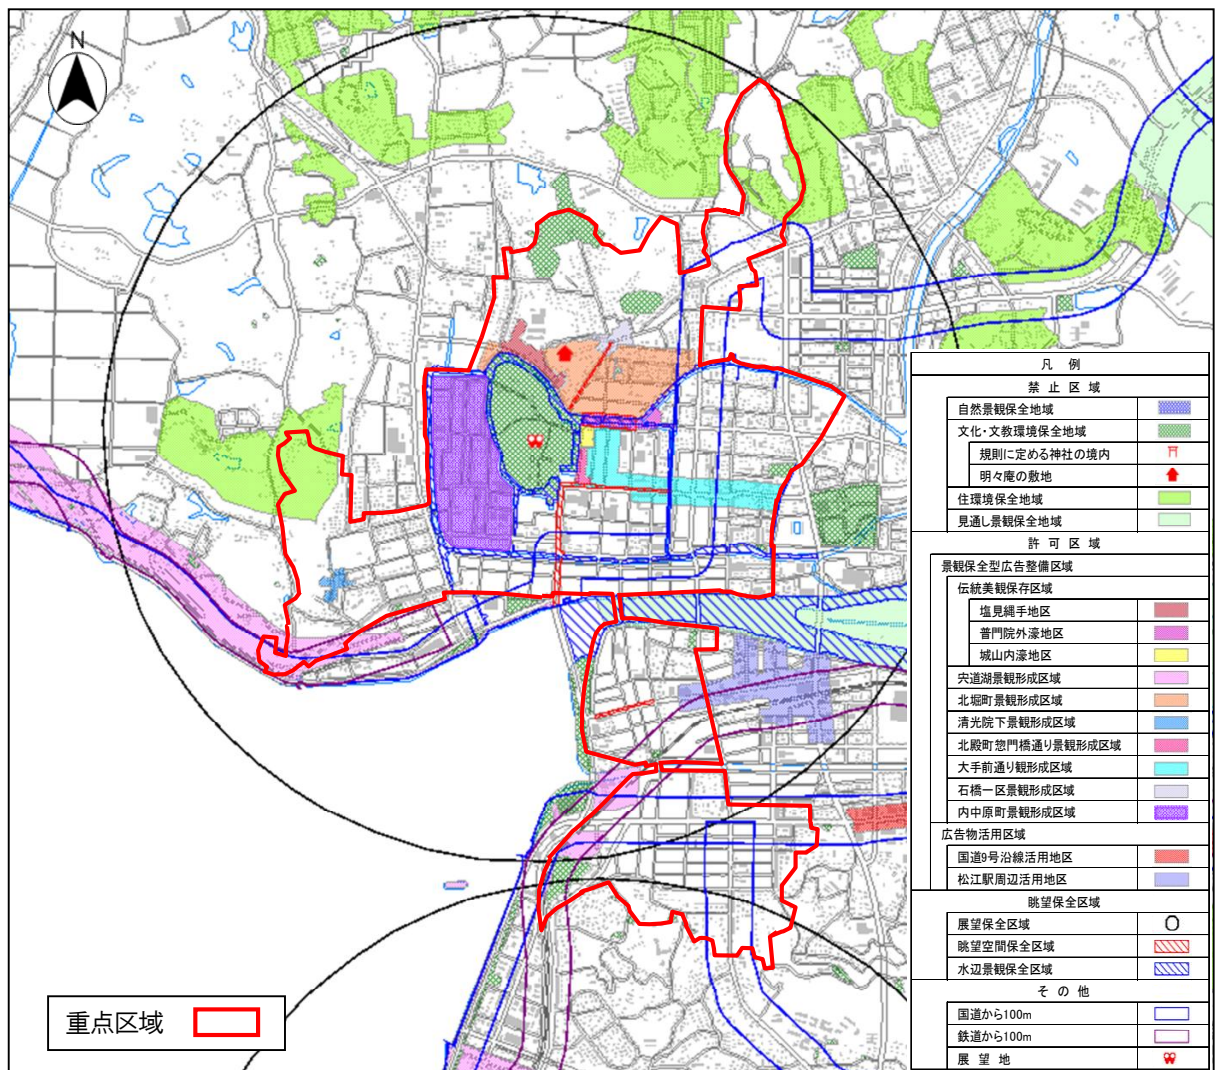 N
凡 例
禁 止 区 域
自然景観保全地域
文化・文教環境保全地域
規則に定める神社の境内
明々庵の敷地
住環境保全地域
見通し景観保全地域
許 可 区 域
景観保全型広告整備区域
伝統美観保存区域
塩見縄手地区
普門院外濠地区
城山内濠地区
宍道湖景観形成区域
北堀町景観形成区域
清光院下景観形成区域
北殿町惣門橋通り景観形成区域
大手前通り観形成区域
石橋一区景観形成区域
内中原町景観形成区域
広告物活用区域
国道9号沿線活用地区
松江駅周辺活用地区
眺望保全区域
展望保全区域
眺望空間保全区域
水辺景観保全区域
そ の 他
国道から100m
鉄道から100m
展 望 地
重点区域